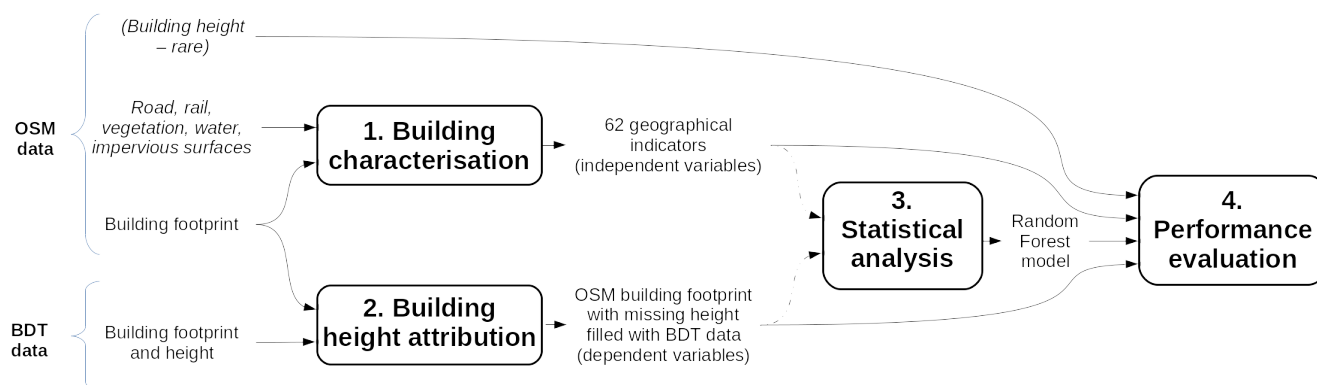 (Building height
– rare)
OSM
data
Road, rail,
vegetation, water,
impervious surfaces
Building footprint
1. Building
characterisation
62 geographical
indicators
(independent variables)
3.
Statistical
analysis
Random
Forest
model
4.
Performance
evaluation
BDT
data
Building footprint
and height
2. Building
height attribution
OSM building footprint
with missing height
filled with BDT data
(dependent variables)